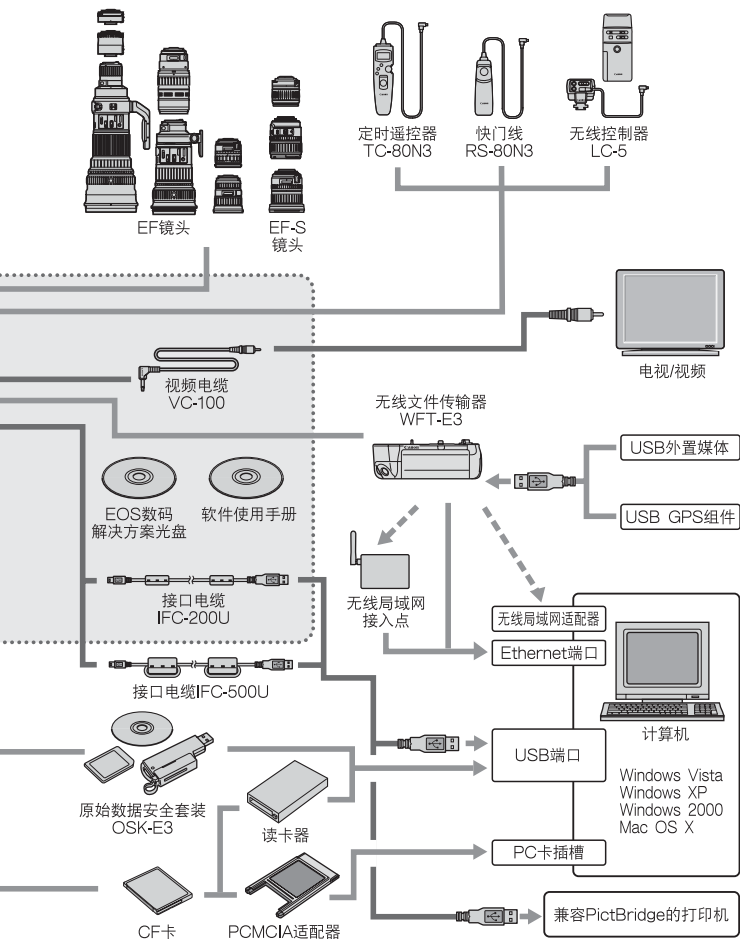 定时遥控器
TC-80N3
快门线
RS-80N3
无线控制器
LC-5
EF镜头
EF-S
镜头
视频电缆
VC-100
电视/视频
无线文件传输器
WFT-E3
USB外置媒体
USB GPS组件
EOS数码
解决方案光盘
软件使用手册
接口电缆
IFC-200U
无线局域网
接入点
无线局域网适配器
Ethernet端口
接口电缆IFC-500U
计算机
USB端口
Windows Vista
Windows XP
Windows 2000
Mac OS X
原始数据安全套装
OSK-E3
读卡器
PC卡插槽
CF卡
PCMCIA适配器
兼容PictBridge的打印机